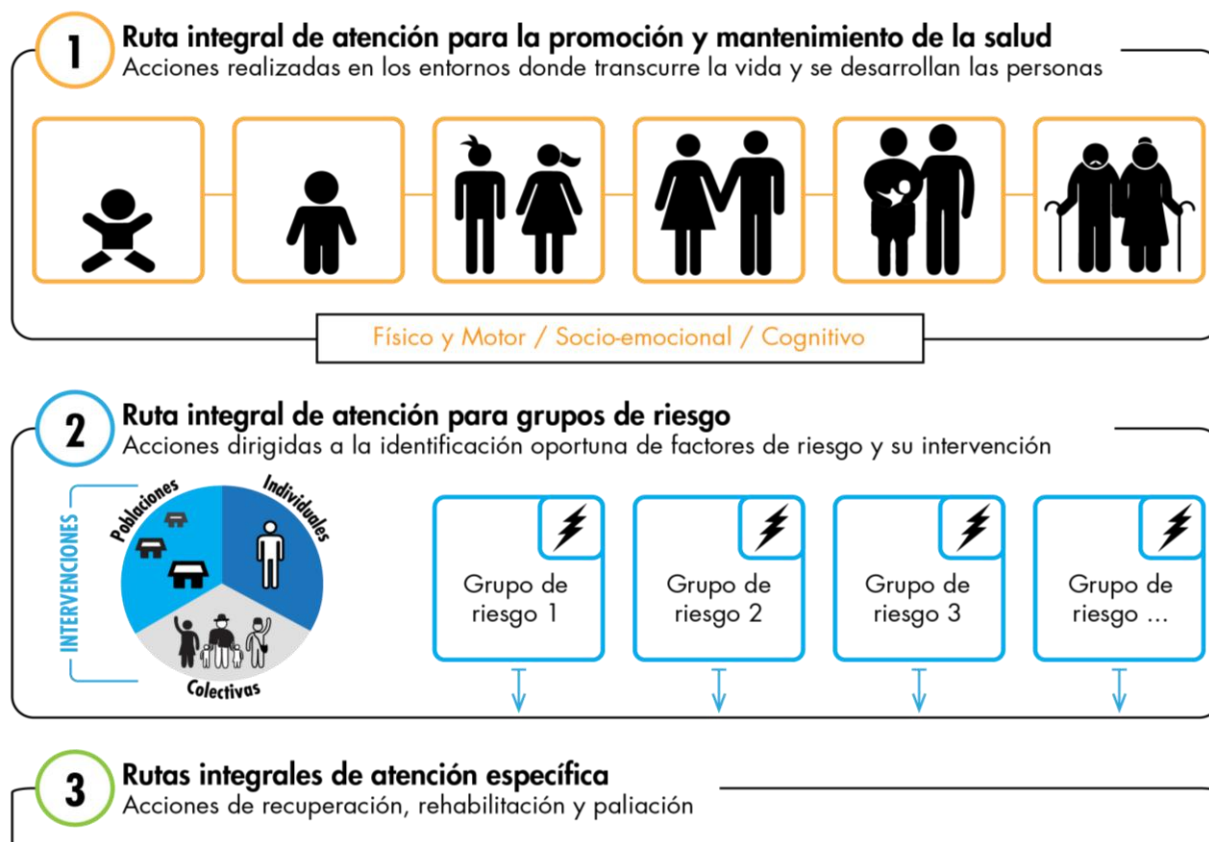 1
Ruta integral de atención para la promoción y mantenimiento de la salud
Acciones realizadas en los entornos donde transcurre la vida y se desarrollan las personas
Físico y Motor / Socio-emocional / Cognitivo
2
Ruta integral de atención para grupos de riesgo
Acciones dirigidas a la identificación oportuna de factores de riesgo y su intervención
INTERVENCIONES
Poblaciones
Individuales
Colectivas
Grupo de
riesgo 1
Grupo de
riesgo 2
Grupo de
riesgo 3
Grupo de
riesgo ...
3
Rutas integrales de atención específica
Acciones de recuperación, rehabilitación y paliación